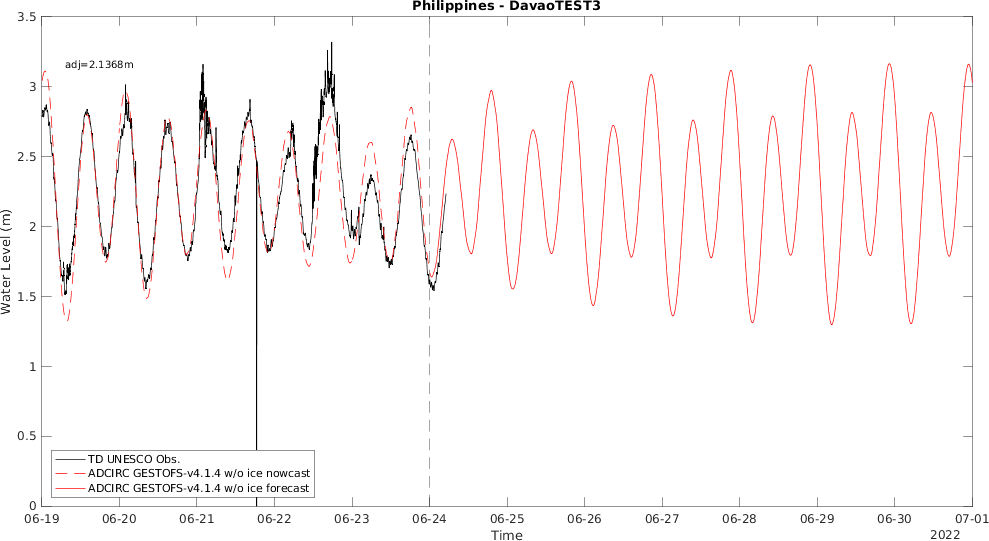 Philippines - DavaoTEST3
adj=2.1368m
Water Level (m)
3.5
3
2.5
2
1.5
1
0.5
0
TD UNESCO Obs.
ADCIRC GESTOFS-v4.1.4 w/o ice nowcast
ADCIRC GESTOFS-v4.1.4 w/o ice forecast
06-19 06-20 06-21 06-22 06-23 06-24 06-25 06-26 06-27 06-28 06-29 06-30 07-01
Time
2022